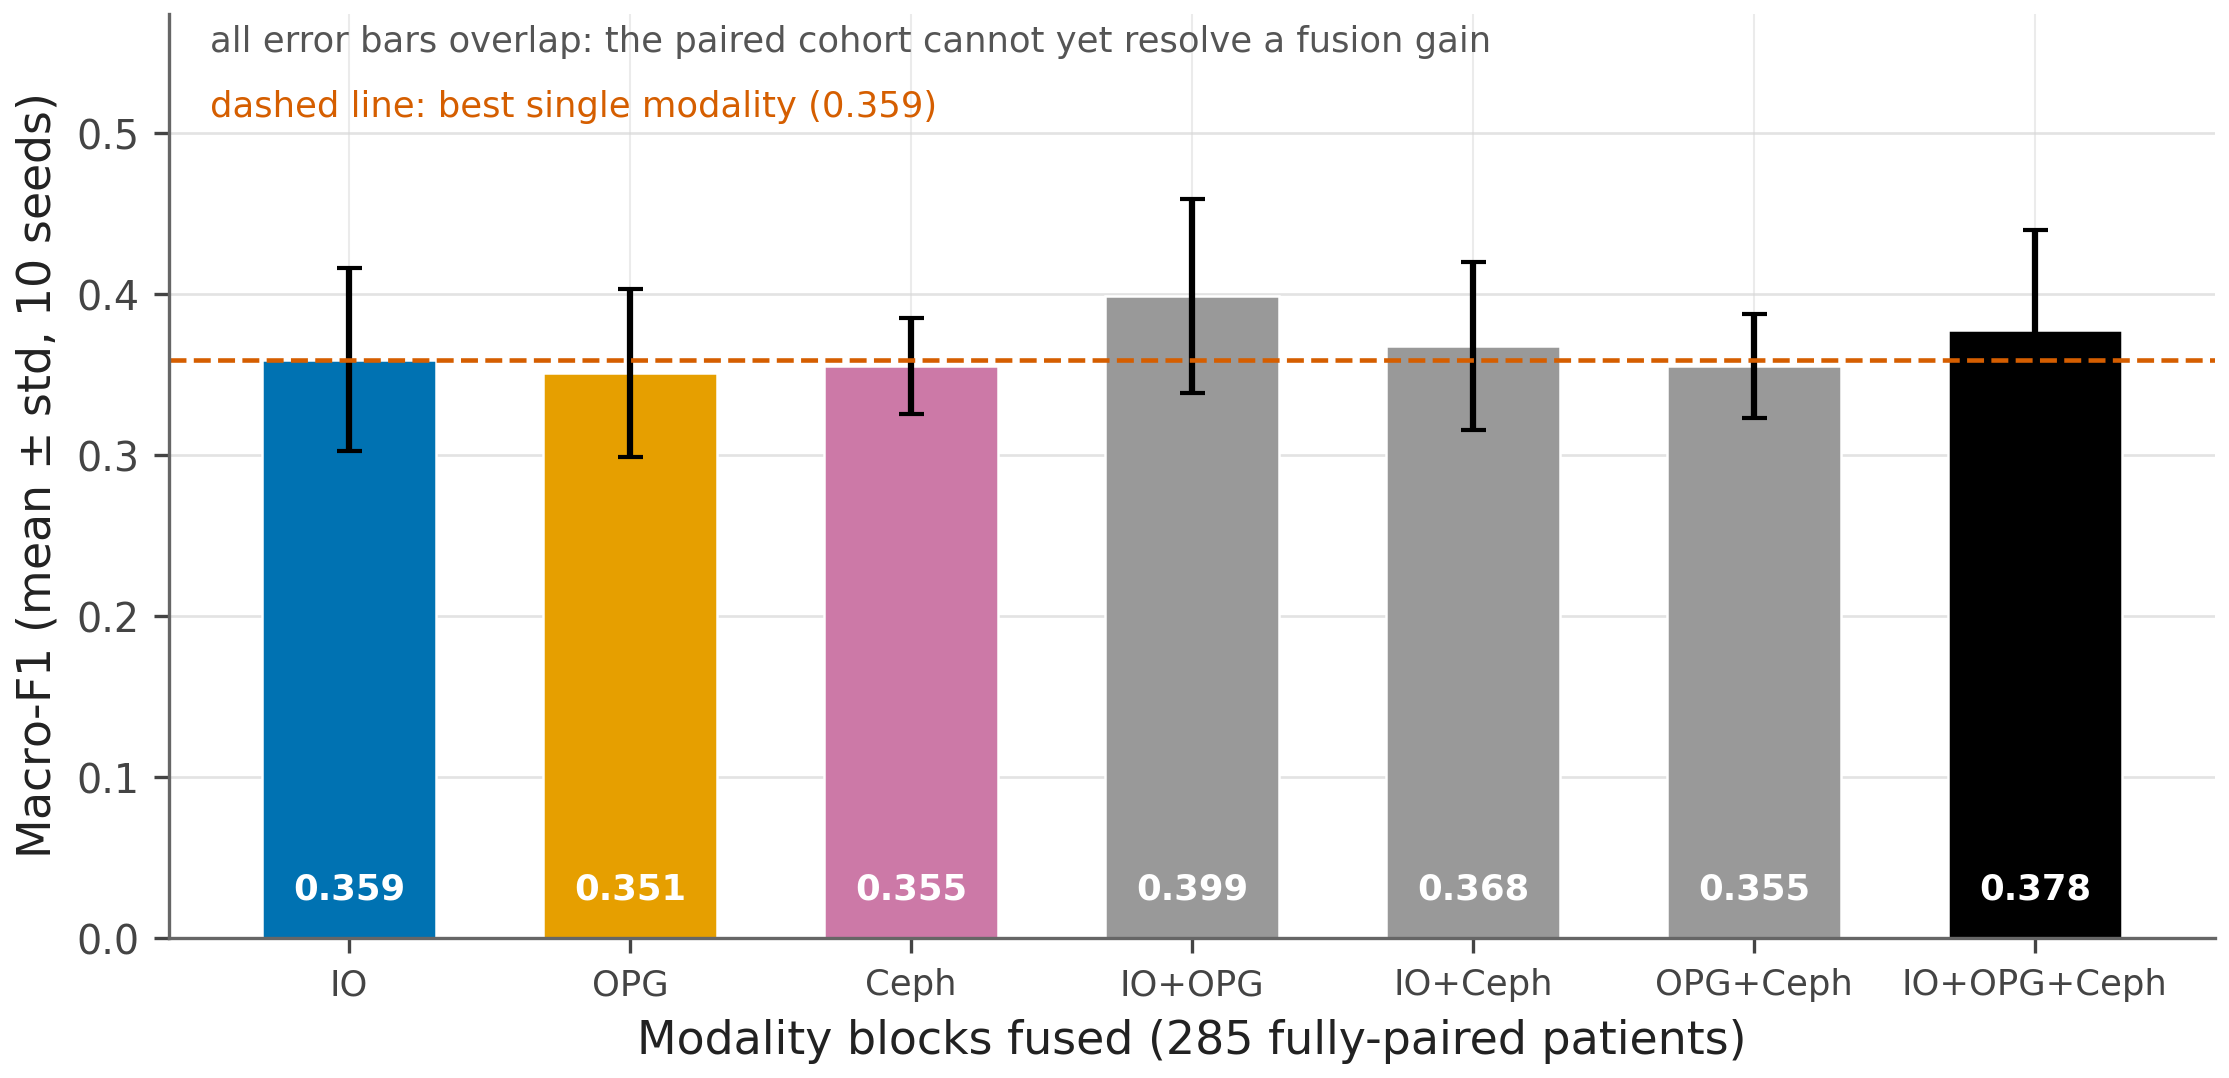 all error bars overlap: the paired cohort cannot yet resolve a fusion gain
dashed line: best single modality (0.359)
Macro-F1 (mean ± std, 10 seeds)
0.5
0.4
0.3
0.2
0.1
0.0
0.359
0.351
0.355
0.399
0.368
0.355
0.378
IO
OPG
Ceph
IO+OPG
IO+Ceph
OPG+Ceph
IO+OPG+Ceph
Modality blocks fused (285 fully-paired patients)